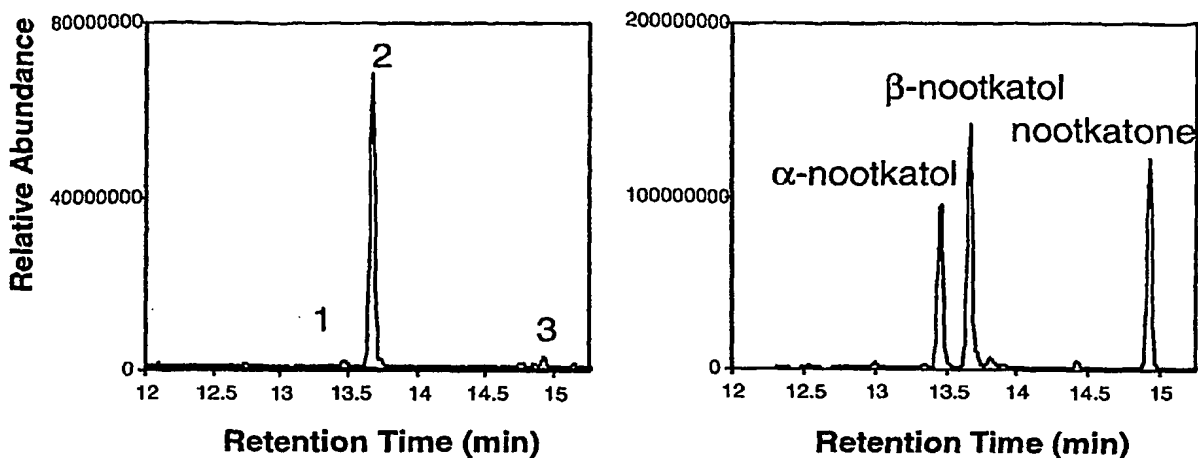 Relative Abundance
80000000
40000000
0
1
2
3
12 12.5 13 13.5 14 14.5 15
Retention Time (min)
200000000
100000000
0
α-nootkatol
β-nootkatol
nootkatone
12 12.5 13 13.5 14 14.5 15
Retention Time (min)